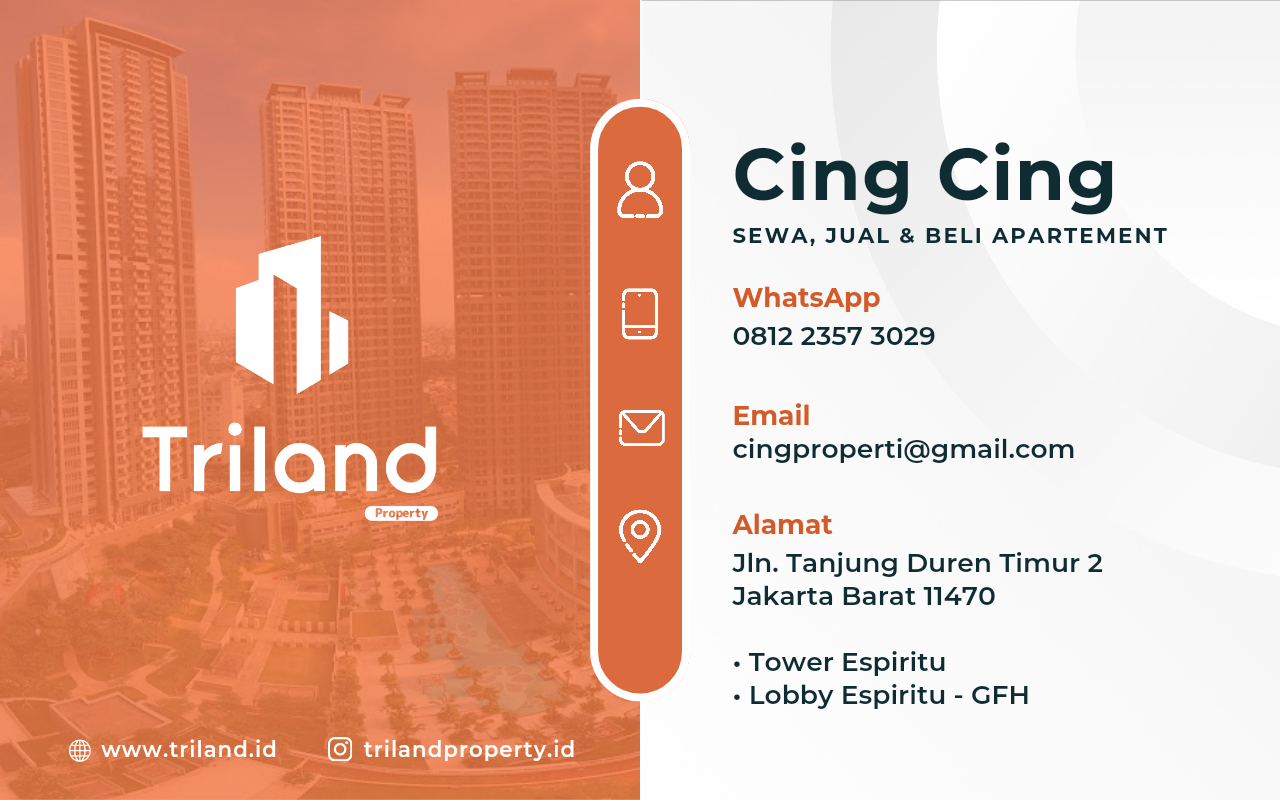 Triland
Property
www.triland.id
trilandproperty.id
Cing Cing
SEWA, JUAL & BELI APARTEMENT
WhatsApp
0812 2357 3029
Email
cingproperti@gmail.com
Alamat
Jln. Tanjung Duren Timur 2
Jakarta Barat 11470
• Tower Espiritu
• Lobby Espiritu - GFH